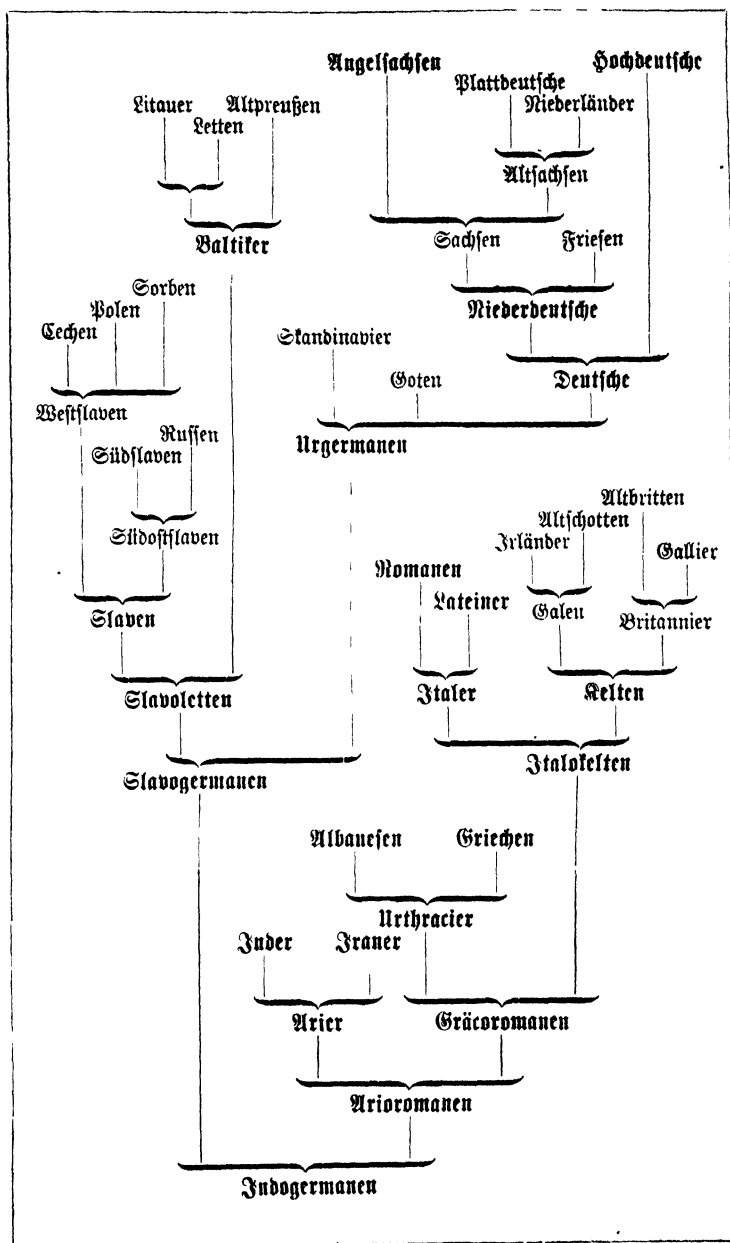 Angelsachsen
Hochdeutsche
Plattdeutsche
Litauer
Altpreußen
Niederländer
Letten
Altsachsen
Baltiker
Sachsen
Friesen
Sorben
Polen
Niederdeutsche
Cechen
Skandinavier
Goten
Deutsche
Westslaven
Russen
Urgermanen
Südslaven
Altbritten
Altschotten
Südostslaven
Irländer
Gallier
Romanen
Lateiner
Slaven
Galen
Britannier
Slavoletten
Italer
Kelten
Slavogermanen
Italokelten
Albanesen
Griechen
Urthracier
Inder
Iraner
Arier
Gräcoromanen
Arioromanen
Indogermanen